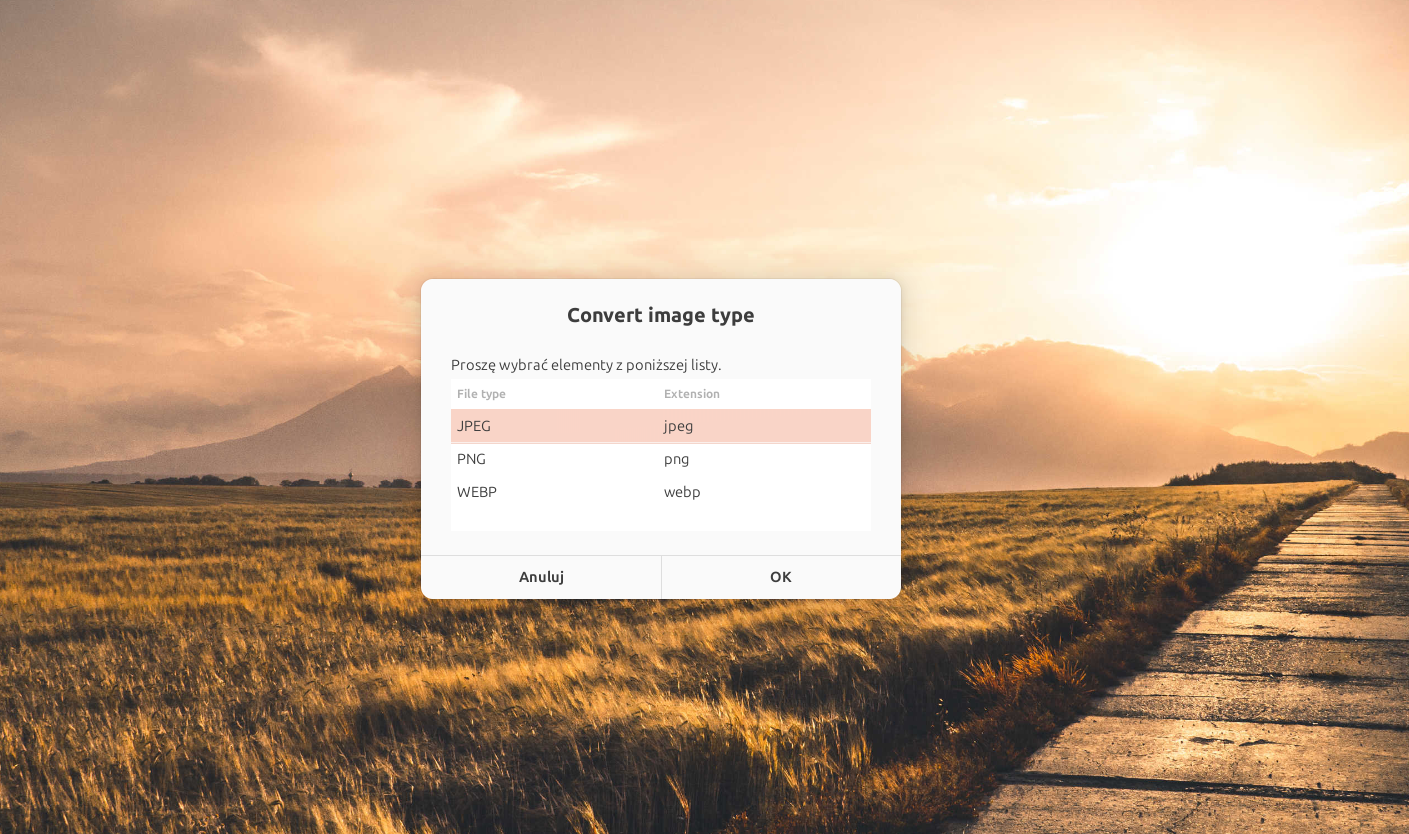 Convert image type
Proszę wybrać elementy z poniższej listy.
File type Extension
JPEG jpeg
PNG png
WEBP webp
Anuluj OK